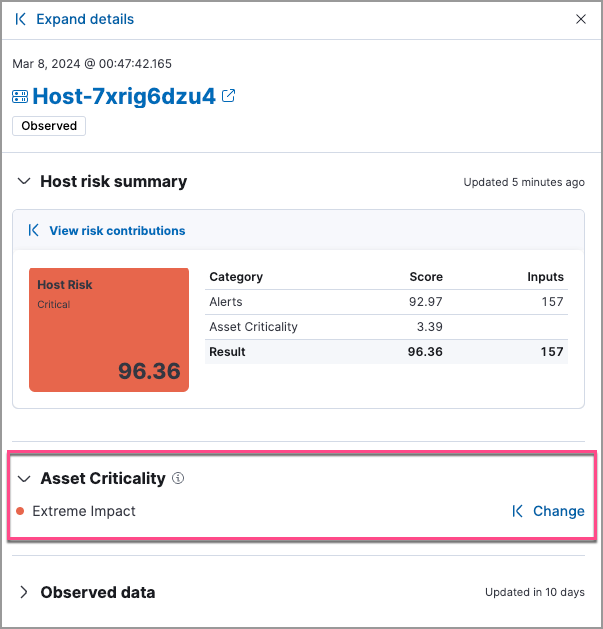 Expand details
Mar 8, 2024 @ 00:47:42.165
Host-7xrig6dzu4
Observed
Host risk summary Updated 5 minutes ago
View risk contributions
Host Risk
Critical
96.36
Category Score Inputs
Alerts 92.97 157
Asset Criticality 3.39
Result 96.36 157
Asset Criticality
Extreme Impact Change
Observed data Updated in 10 days